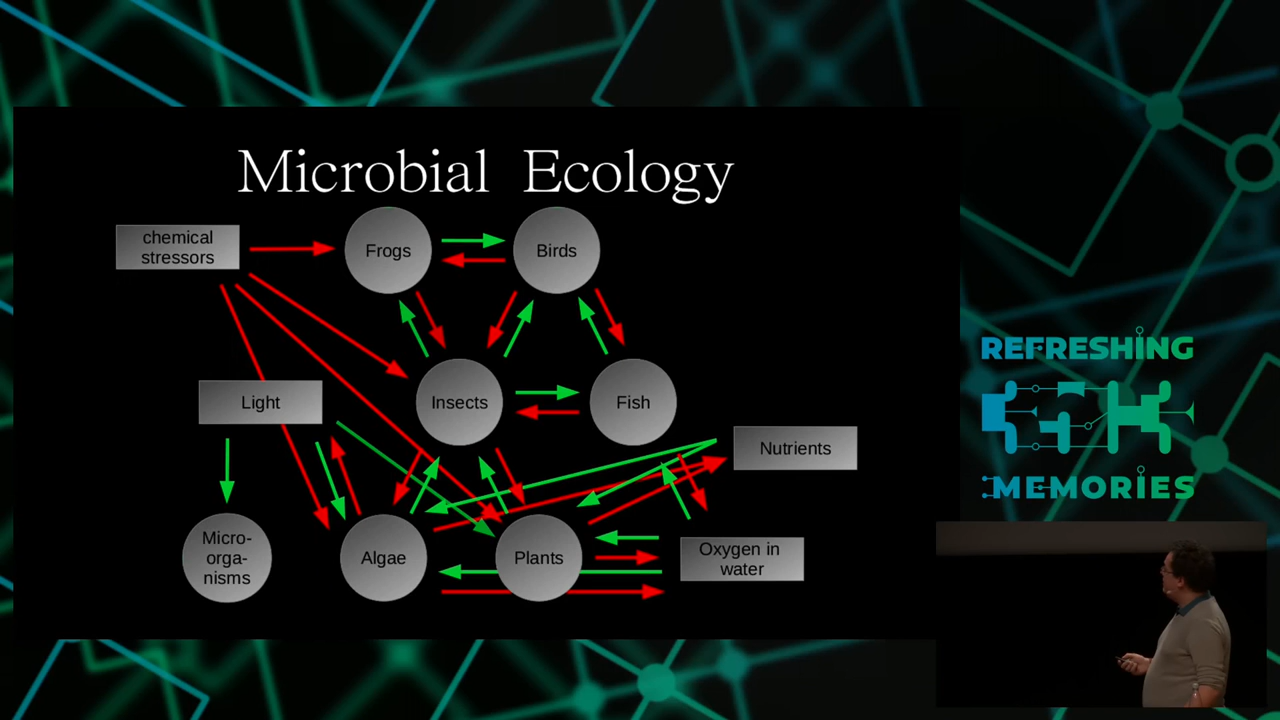 Microbial Ecology
chemical
stressors
Frogs
Birds
Light
Insects
Fish
Nutrients
Micro-
orga-
nisms
Algae
Plants
Oxygen in
water
REFRESHING
GPN
MEMORIES